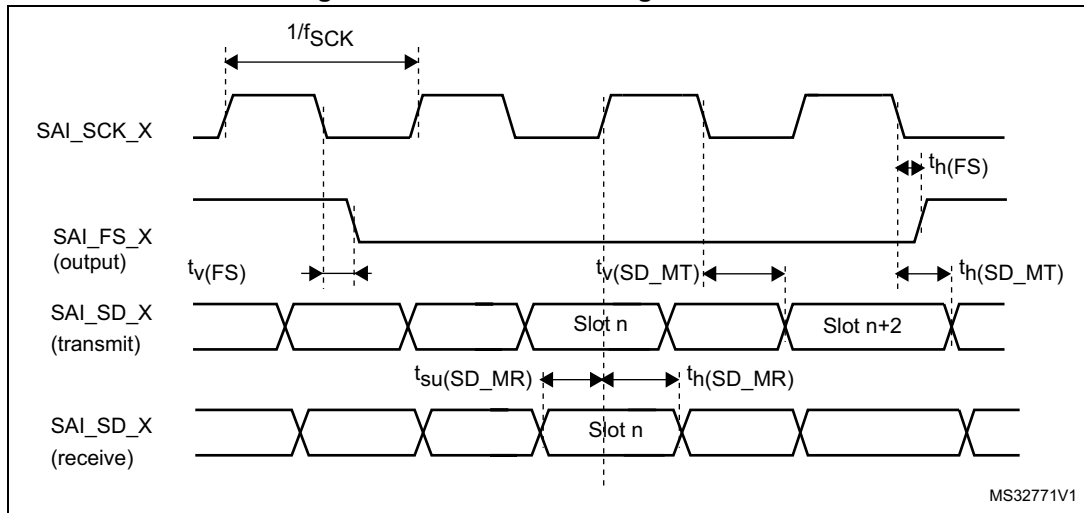 1/fSCK
SAI_SCK_X
th(FS)
SAI_FS_X
(output)
tv(FS)
tv(SD_MT)
th(SD_MT)
SAI_SD_X
(transmit)
Slot n
Slot n+2
tsu(SD_MR)
th(SD_MR)
SAI_SD_X
(receive)
Slot n
MS32771V1